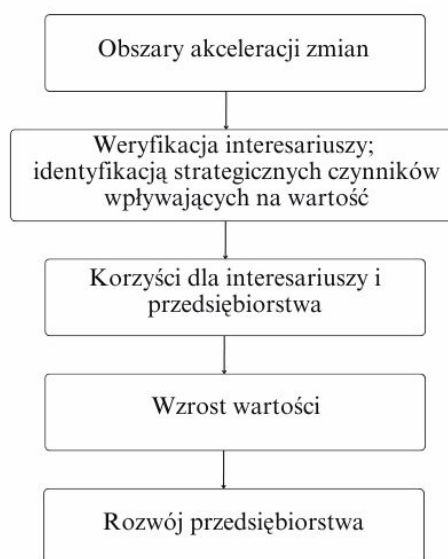 Obszary akceleracji zmian
Weryfikacja interesariuszy;
identyfikacją strategicznych czynników
wpływających na wartość
Korzyści dla interesariuszy i
przedsiębiorstwa
Wzrost wartości
Rozwój przedsiębiorstwa